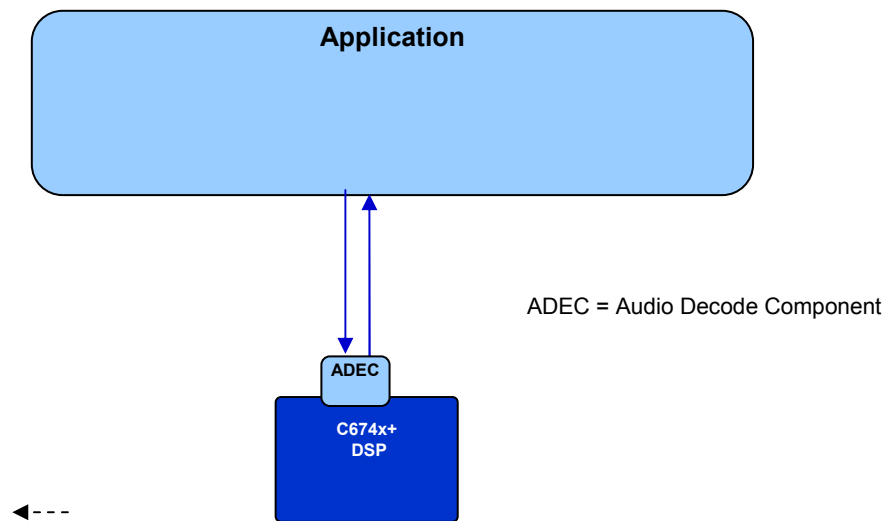 Application
ADEC = Audio Decode Component
ADEC
C674x+
DSP